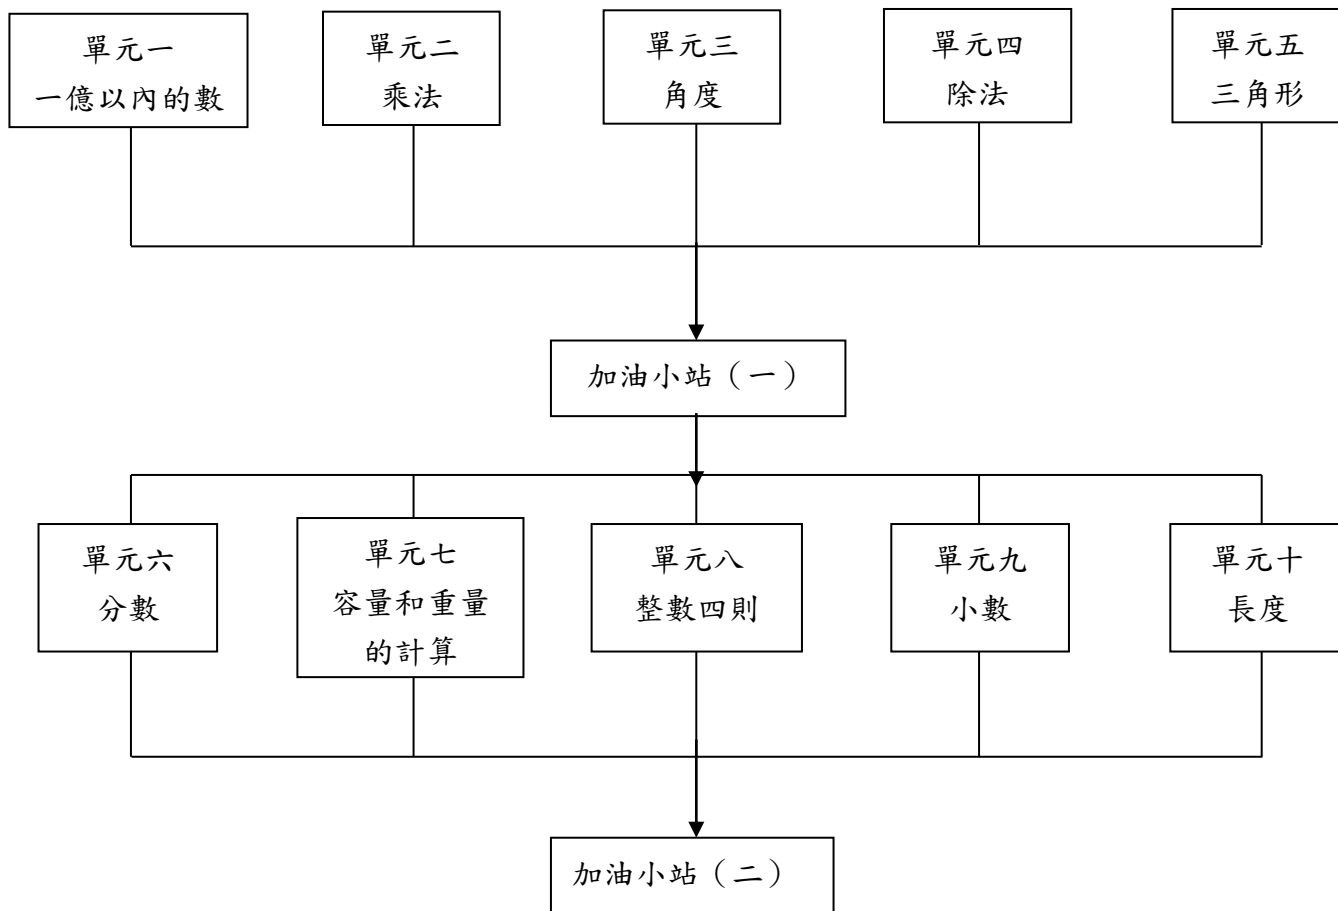 單元一
一億以內的數
單元二
乘法
單元三
角度
單元四
除法
單元五
三角形
加油小站（一）
單元六
分數
單元七
容量和重量
的計算
單元八
整數四則
單元九
小數
單元十
長度
加油小站（二）